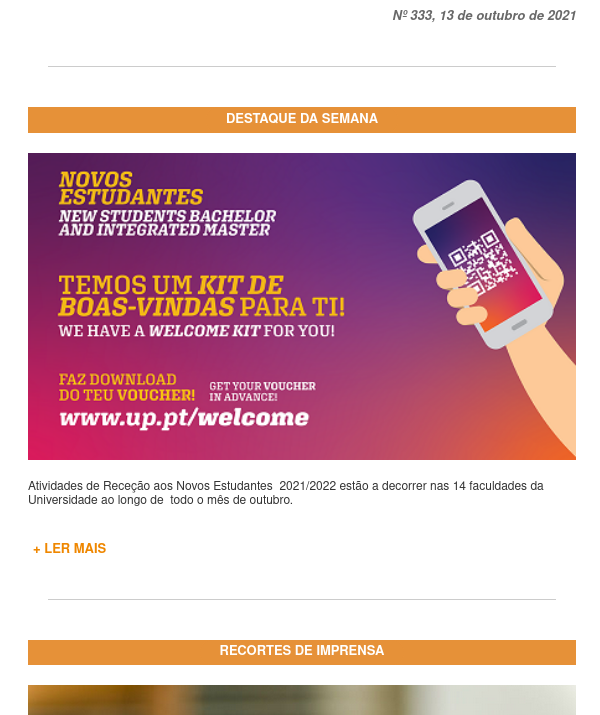 Nº 333, 13 de outubro de 2021
DESTAQUE DA SEMANA
NOVOS
ESTUDANTES
NEW STUDENTS BACHELOR
AND INTEGRATED MASTER
TEMOS UM KIT DE
BOAS-VINDAS PARA TI!
WE HAVE A WELCOME KIT FOR YOU!
FAZ DOWNLOAD
DO TEU VOUCHER!
GET YOUR VOUCHER
IN ADVANCE!
www.up.pt/welcome
Atividades de Receção aos Novos Estudantes  2021/2022 estão a decorrer nas 14 faculdades da
Universidade ao longo de  todo o mês de outubro.
+ LER MAIS
RECORTES DE IMPRENSA